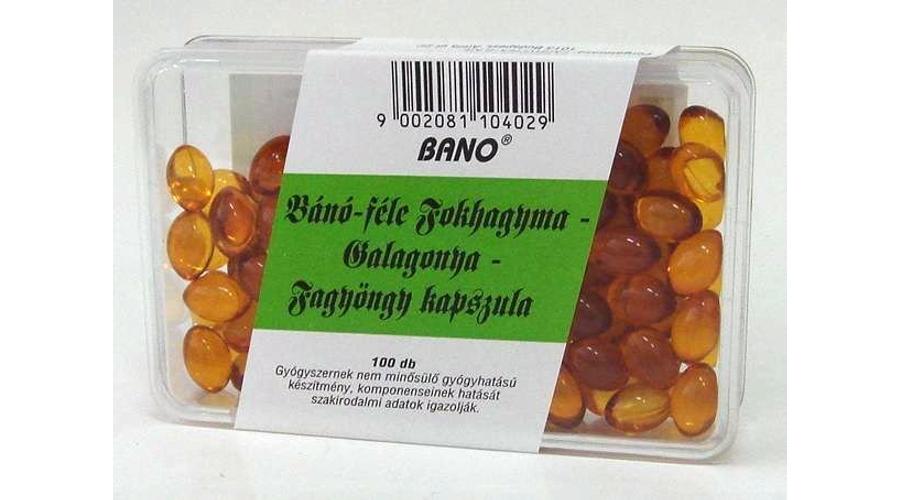 9 002081 104029
BANO®
Bánó-féle Fokhagyma -
Galagonya -
Fagyöngy kapszula
100 db
Gyógyszernek nem minősülő gyógyhatású
készítmény, komponenseinek hatását
szakirodalmi adatok igazolják.